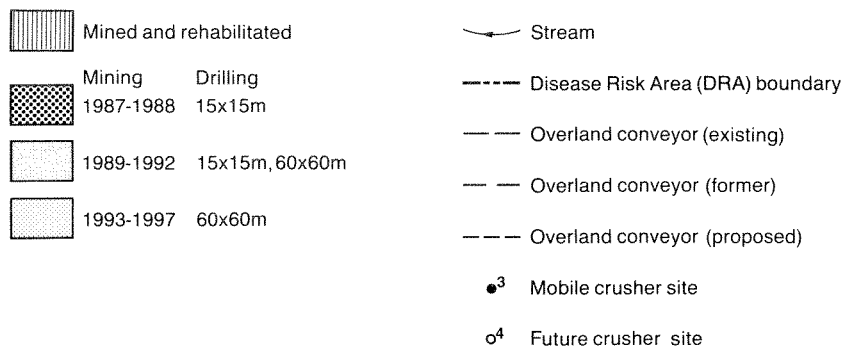 Mined and rehabilitated
Mining Drilling
1987-1988 15x15m
1989-1992 15x15m, 60x60m
1993-1997 60x60m
Stream
Disease Risk Area (DRA) boundary
Overland conveyor (existing)
Overland conveyor (former)
Overland conveyor (proposed)
3 Mobile crusher site
4 Future crusher site